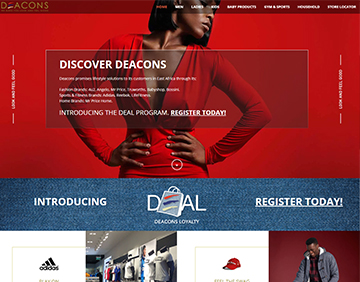 DEACONS
HOME MEN LADIES KIDS BABY PRODUCTS GYM & SPORTS HOUSEHOLD STORE LOCATOR
LOOK AND FEEL GOOD
LOOK AND FEEL GOOD
DISCOVER DEACONS
Deacons promises lifestyle solutions to its customers in East Africa through its:
Fashion Brands: ALU, Angelo, Mr Price, Truworths, Babyshop, Bossini.
Sports & Fitness Brands: Adidas, Reebok, LifeFitness.
Home Brands: Mr Price Home.
INTRODUCING THE DEAL PROGRAM. REGISTER TODAY!
INTRODUCING
DEAL
DEACONS LOYALTY
REGISTER TODAY!
adidas